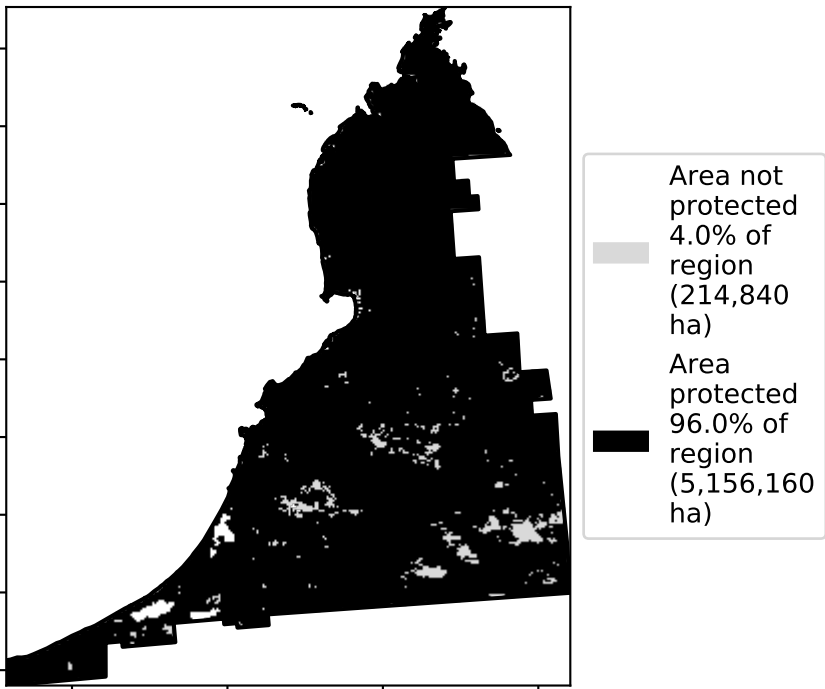 Area not
protected
4.0% of
region
(214,840
ha)
Area
protected
96.0% of
region
(5,156,160
ha)